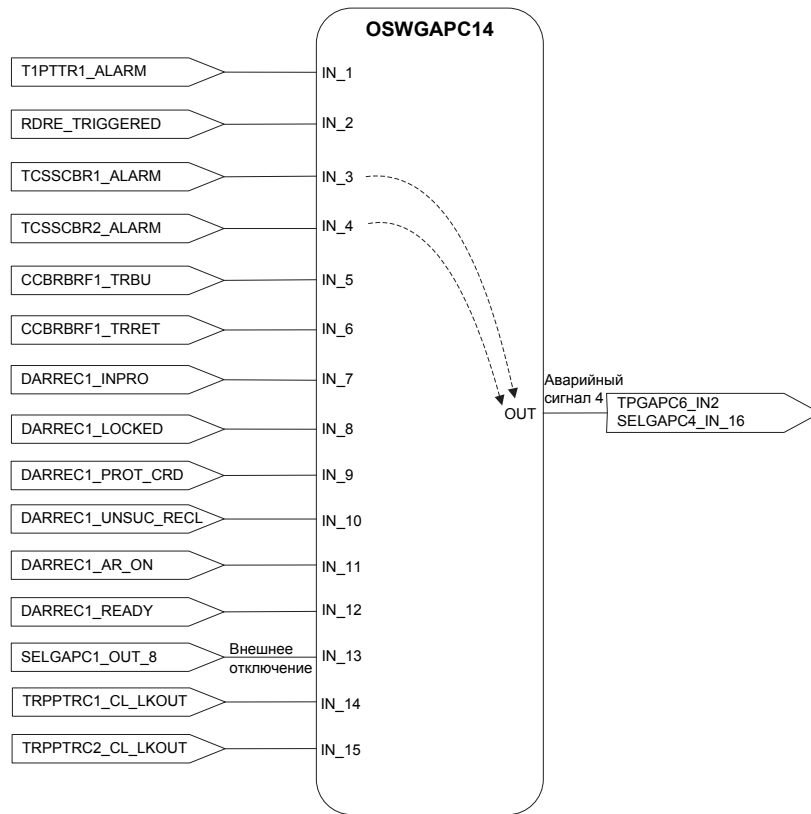 OSWGAPC14
T1PTTR1_ALARM
IN_1
RDRE_TRIGGERED
IN_2
TCSSCBR1_ALARM
IN_3
TCSSCBR2_ALARM
IN_4
CCBRBRF1_TRBU
IN_5
CCBRBRF1_TRRET
IN_6
DARREC1_INPRO
IN_7
DARREC1_LOCKED
IN_8
DARREC1_PROT_CRD
IN_9
DARREC1_UNSUC_RECL
IN_10
DARREC1_AR_ON
IN_11
DARREC1_READY
IN_12
SELGAPC1_OUT_8
Внешнее
отключение
IN_13
TRPPTRC1_CL_LKOUT
IN_14
TRPPTRC2_CL_LKOUT
IN_15
OUT
Аварийный
сигнал 4
TPGAPC6_IN2
SELGAPC4_IN_16